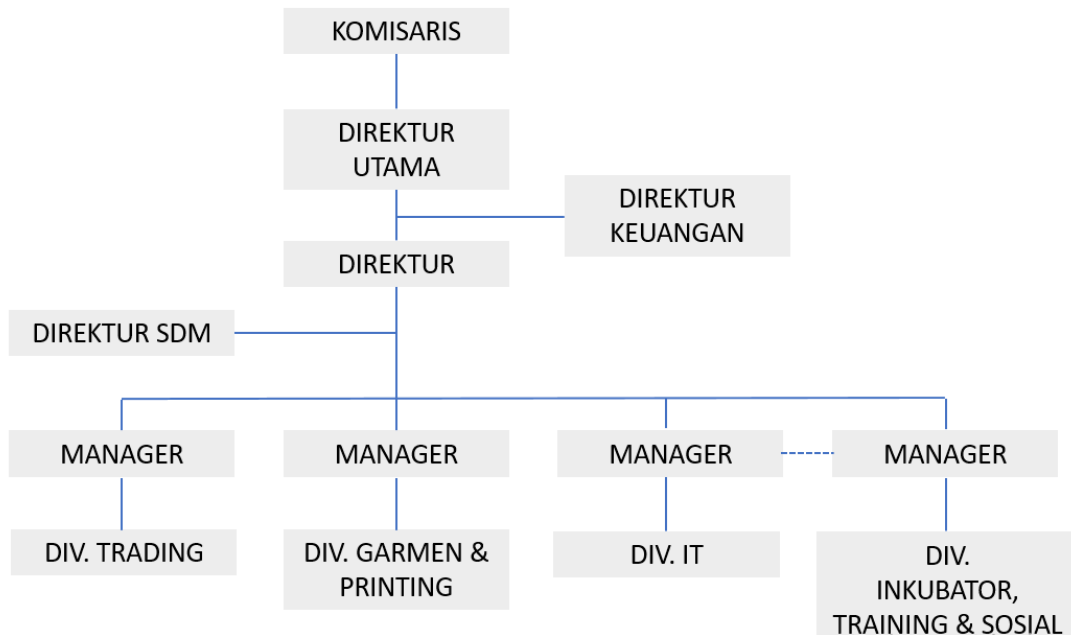 KOMISARIS
DIREKTUR
UTAMA
DIREKTUR
KEUANGAN
DIREKTUR
DIREKTUR SDM
MANAGER
MANAGER
MANAGER
MANAGER
DIV. TRADING
DIV. GARMEN &
PRINTING
DIV. IT
DIV.
INKUBATOR,
TRAINING & SOSIAL